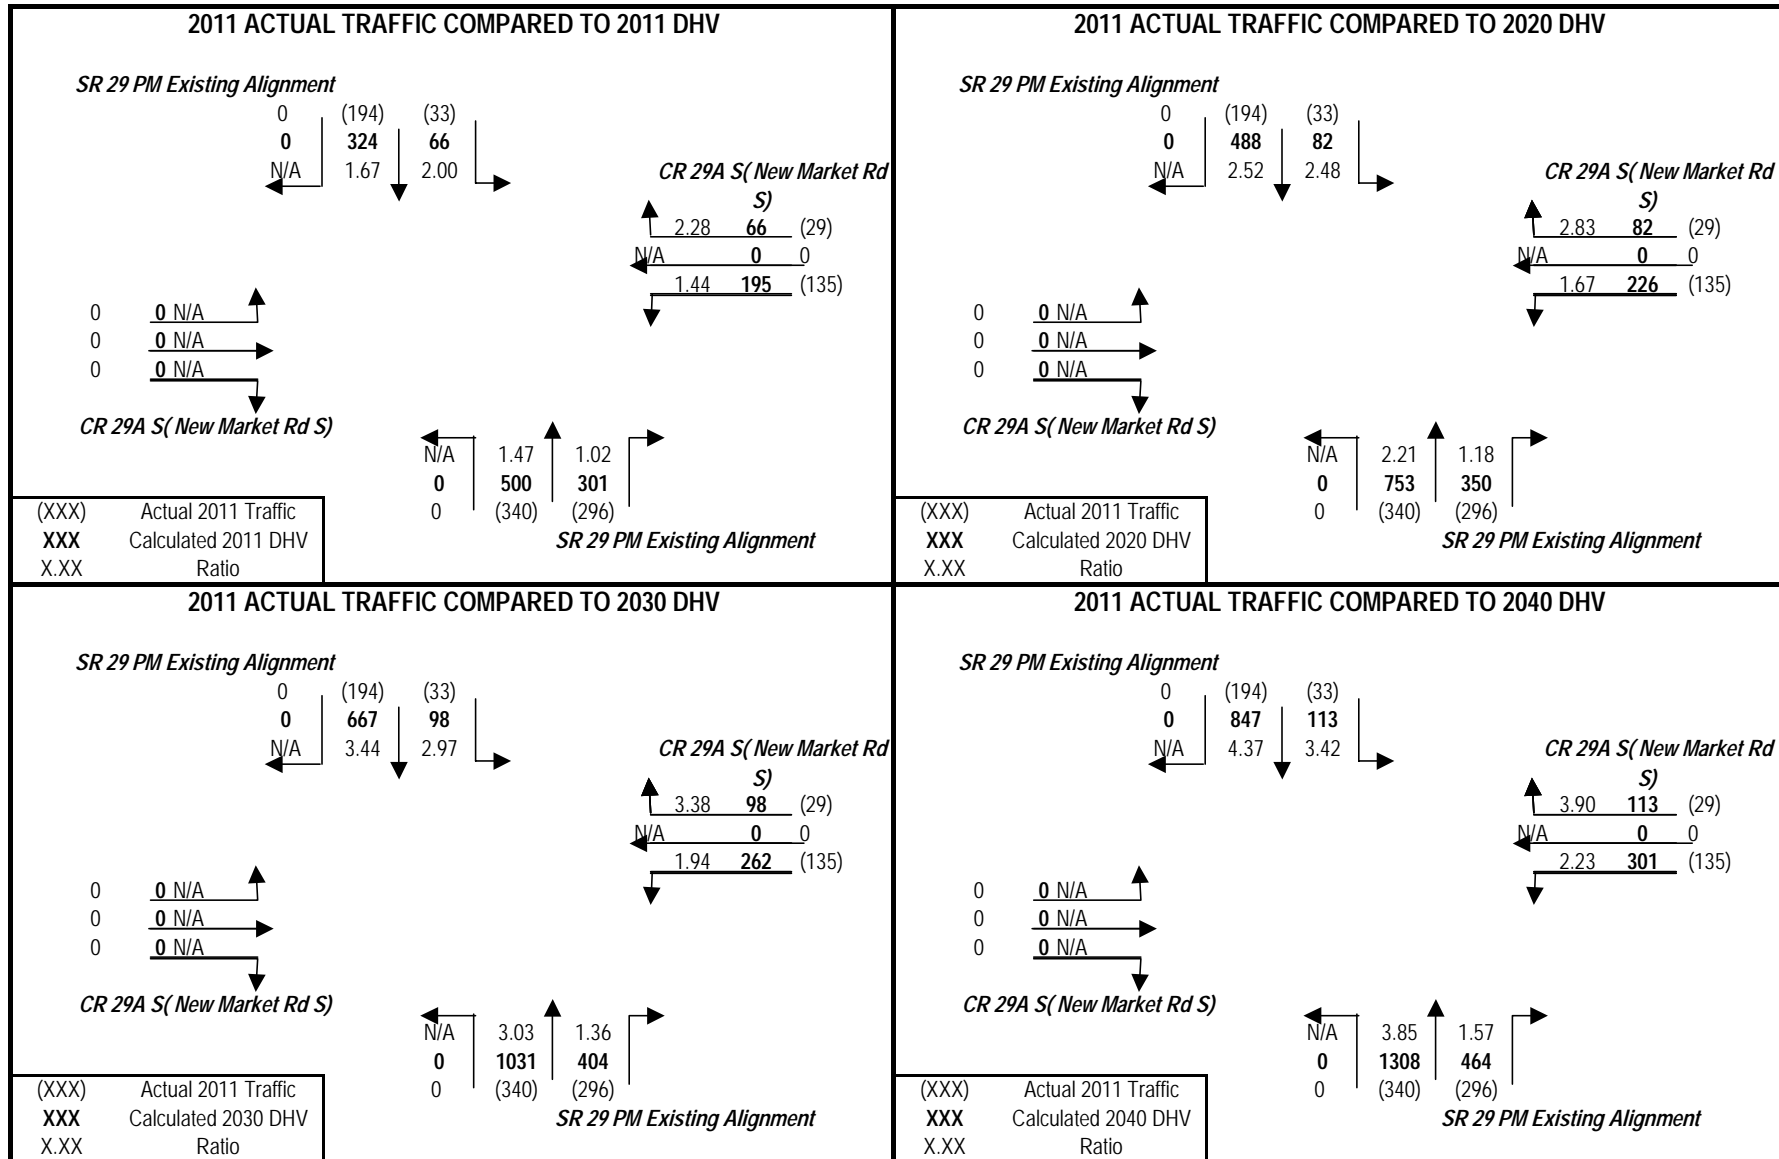 2011 ACTUAL TRAFFIC COMPARED TO 2011 DHV
SR 29 PM Existing Alignment
0 (194) (33)
0 324 66
N/A 1.67 2.00
CR 29A S( New Market Rd
S)
2.28 66 (29)
N/A 0 0
1.44 195 (135)
0 0 N/A
0 0 N/A
0 0 N/A
CR 29A S( New Market Rd S)
N/A 1.47 1.02
0 500 301
0 (340) (296)
SR 29 PM Existing Alignment
(XXX) Actual 2011 Traffic
XXX Calculated 2011 DHV
X.XX Ratio
2011 ACTUAL TRAFFIC COMPARED TO 2020 DHV
SR 29 PM Existing Alignment
0 (194) (33)
0 488 82
N/A 2.52 2.48
CR 29A S( New Market Rd
S)
2.83 82 (29)
N/A 0 0
1.67 226 (135)
0 0 N/A
0 0 N/A
0 0 N/A
CR 29A S( New Market Rd S)
N/A 2.21 1.18
0 753 350
0 (340) (296)
SR 29 PM Existing Alignment
(XXX) Actual 2011 Traffic
XXX Calculated 2020 DHV
X.XX Ratio
2011 ACTUAL TRAFFIC COMPARED TO 2030 DHV
SR 29 PM Existing Alignment
0 (194) (33)
0 667 98
N/A 3.44 2.97
CR 29A S( New Market Rd
S)
3.38 98 (29)
N/A 0 0
1.94 262 (135)
0 0 N/A
0 0 N/A
0 0 N/A
CR 29A S( New Market Rd S)
N/A 3.03 1.36
0 1031 404
0 (340) (296)
SR 29 PM Existing Alignment
(XXX) Actual 2011 Traffic
XXX Calculated 2030 DHV
X.XX Ratio
2011 ACTUAL TRAFFIC COMPARED TO 2040 DHV
SR 29 PM Existing Alignment
0 (194) (33)
0 847 113
N/A 4.37 3.42
CR 29A S( New Market Rd
S)
3.90 113 (29)
N/A 0 0
2.23 301 (135)
0 0 N/A
0 0 N/A
0 0 N/A
CR 29A S( New Market Rd S)
N/A 3.85 1.57
0 1308 464
0 (340) (296)
SR 29 PM Existing Alignment
(XXX) Actual 2011 Traffic
XXX Calculated 2040 DHV
X.XX Ratio